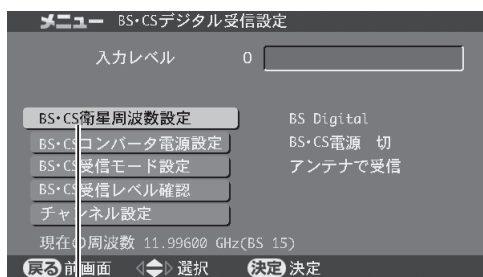 メニュー BS・CSデジタル受信設定
入力レベル 0
BS・CS衛星周波数設定 BS Digital
BS・CSコンバータ電源設定 BS・CS電源 切
BS・CS受信モード設定 アンテナで受信
BS・CS受信レベル確認
チャンネル設定
現在の周波数 11.99600 GHz(BS 15)
戻る 前画面 選択 決定 決定